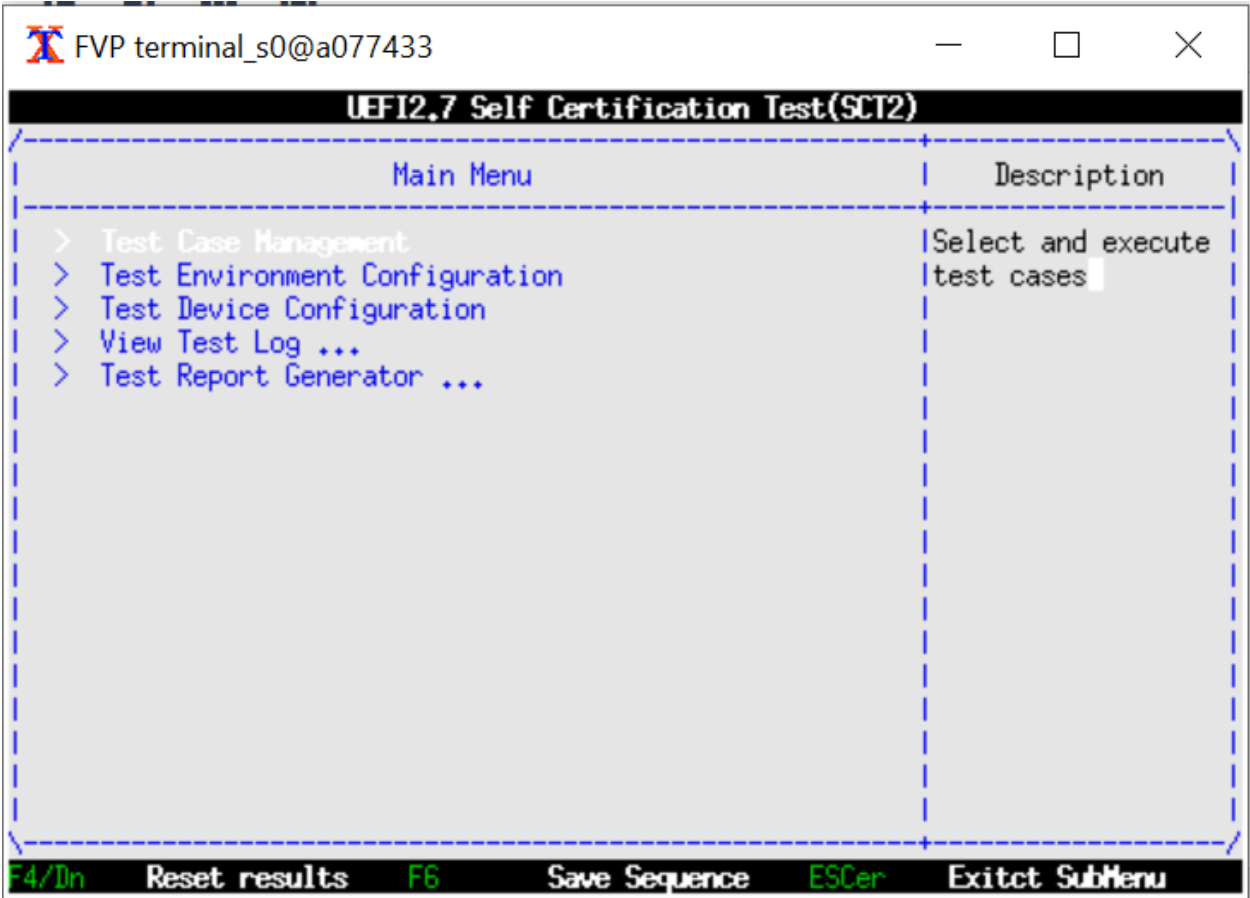 FVP terminal_s0@a077433
UEFI2.7 Self Certification Test(SCT2)
Main Menu
Description
> Test Case Management
> Test Environment Configuration
> Test Device Configuration
> View Test Log ...
> Test Report Generator ...
Select and execute
test cases
F4/Dn Reset results F6 Save Sequence ESCer Exitct SubMenu